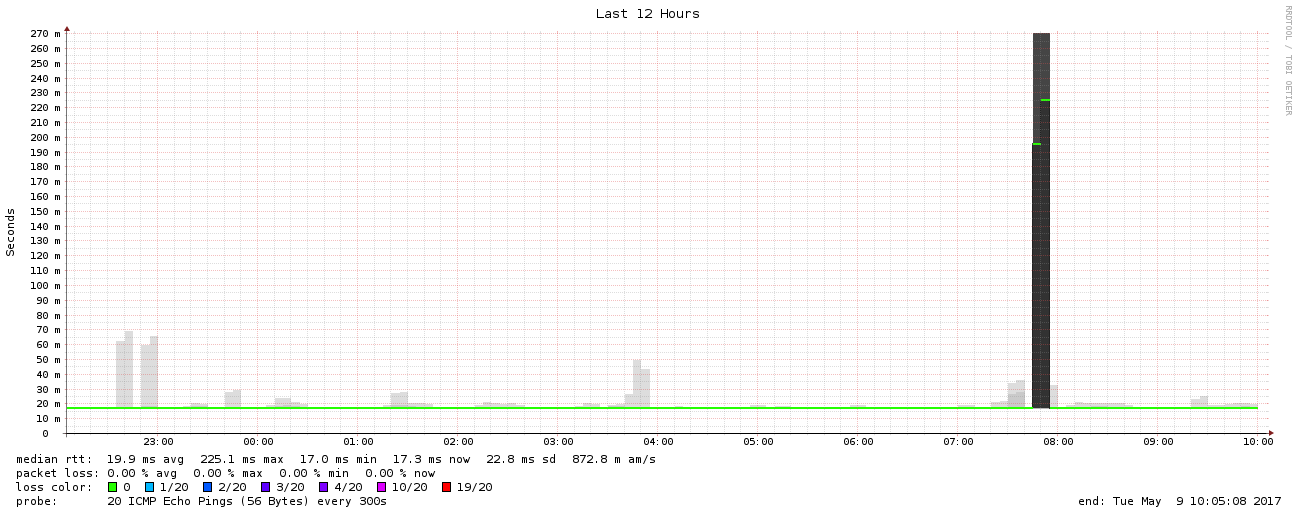 Last 12 Hours
RRDTOOL / TOBI OETIKER
Seconds
270 m
260 m
250 m
240 m
230 m
220 m
210 m
200 m
190 m
180 m
170 m
160 m
150 m
140 m
130 m
120 m
110 m
100 m
90 m
80 m
70 m
60 m
50 m
40 m
30 m
20 m
10 m
0
23:00 00:00 01:00 02:00 03:00 04:00 05:00 06:00 07:00 08:00 09:00 10:00
median rtt: 19.9 ms avg 225.1 ms max 17.0 ms min 17.3 ms now 22.8 ms sd 872.8 m am/s
packet loss: 0.00 % avg 0.00 % max 0.00 % min 0.00 % now
loss color: 0 1/20 2/20 3/20 4/20 10/20 19/20
probe: 20 ICMP Echo Pings (56 Bytes) every 300s end: Tue May 9 10:05:08 2017